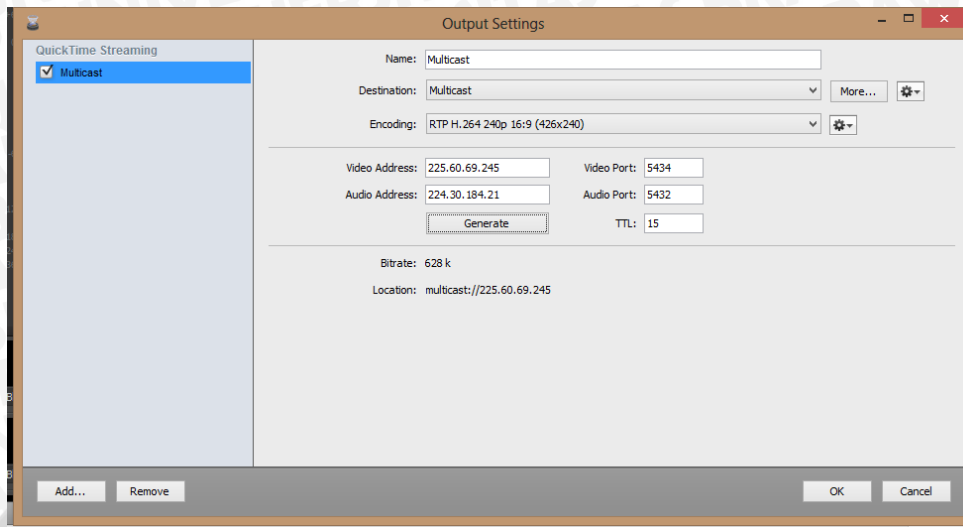 Output Settings
QuickTime Streaming
Multicast
Name: Multicast
Destination: Multicast More...
Encoding: RTP H.264 240p 16:9 (426x240)
Video Address: 225.60.69.245 Video Port: 5434
Audio Address: 224.30.184.21 Audio Port: 5432
Generate TTL: 15
Bitrate: 628 k
Location: multicast://225.60.69.245
Add... Remove OK Cancel